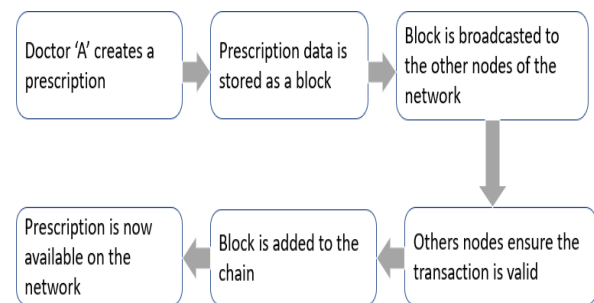 Doctor ‘A’ creates a
prescription
Prescription data is
stored as a block
Block is broadcasted to
the other nodes of the
network
Others nodes ensure the
transaction is valid
Block is added to the
chain
Prescription is now
available on the
network